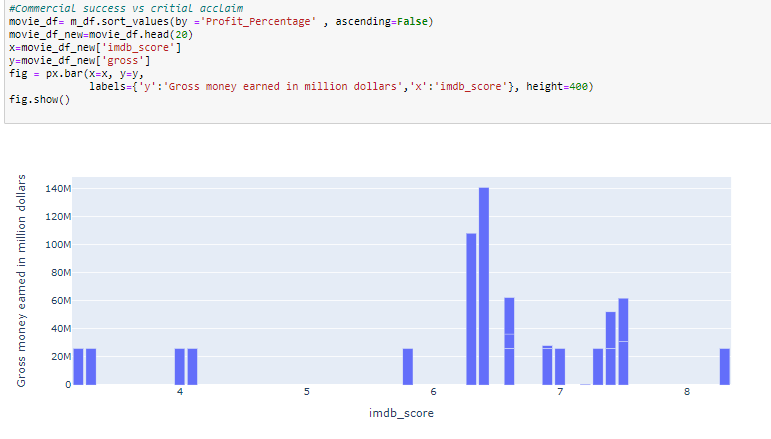 #Commercial success vs critial acclaim
movie_df= m_df.sort_values(by ='Profit_Percentage' , ascending=False)
movie_df_new=movie_df.head(20)
x=movie_df_new['imdb_score']
y=movie_df_new['gross']
fig = px.bar(x=x, y=y,
labels={'y':'Gross money earned in million dollars','x':'imdb_score'}, height=400)
fig.show()
Gross money earned in million dollars
140M
120M
100M
80M
60M
40M
20M
0
4 5 6 7 8
imdb_score